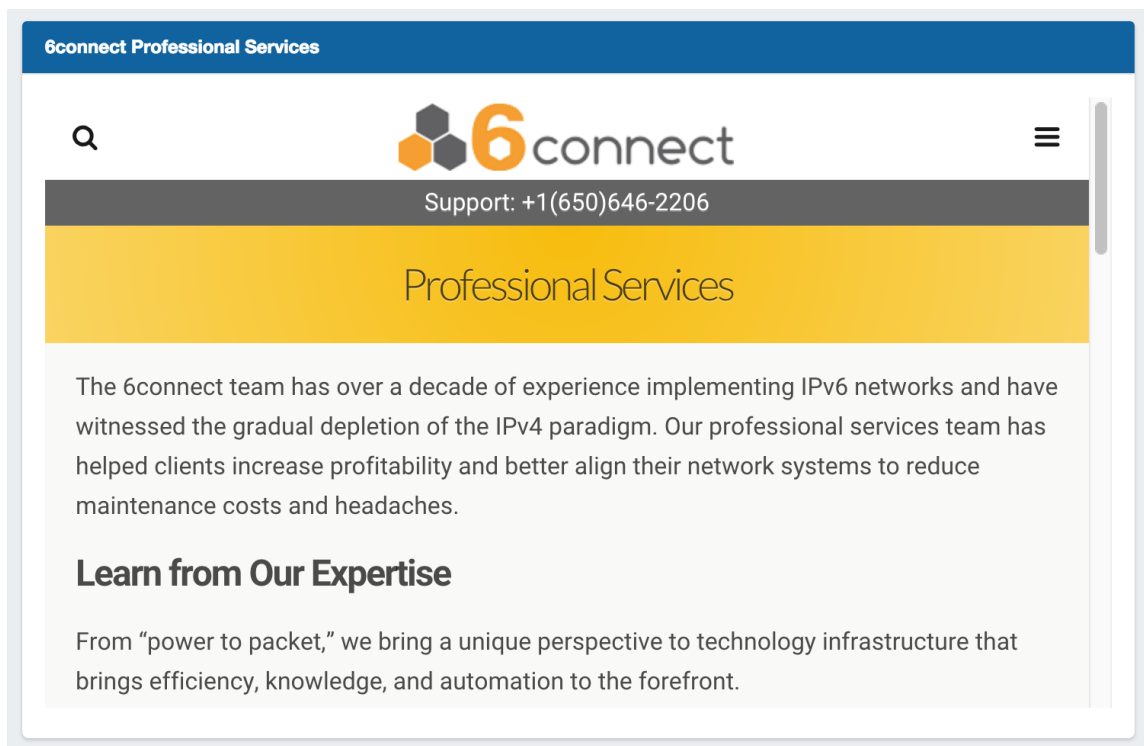 6connect Professional Services
6connect
Support: +1(650)646-2206
Professional Services
The 6connect team has over a decade of experience implementing IPv6 networks and have
witnessed the gradual depletion of the IPv4 paradigm. Our professional services team has
helped clients increase profitability and better align their network systems to reduce
maintenance costs and headaches.
Learn from Our Expertise
From “power to packet,” we bring a unique perspective to technology infrastructure that
brings efficiency, knowledge, and automation to the forefront.